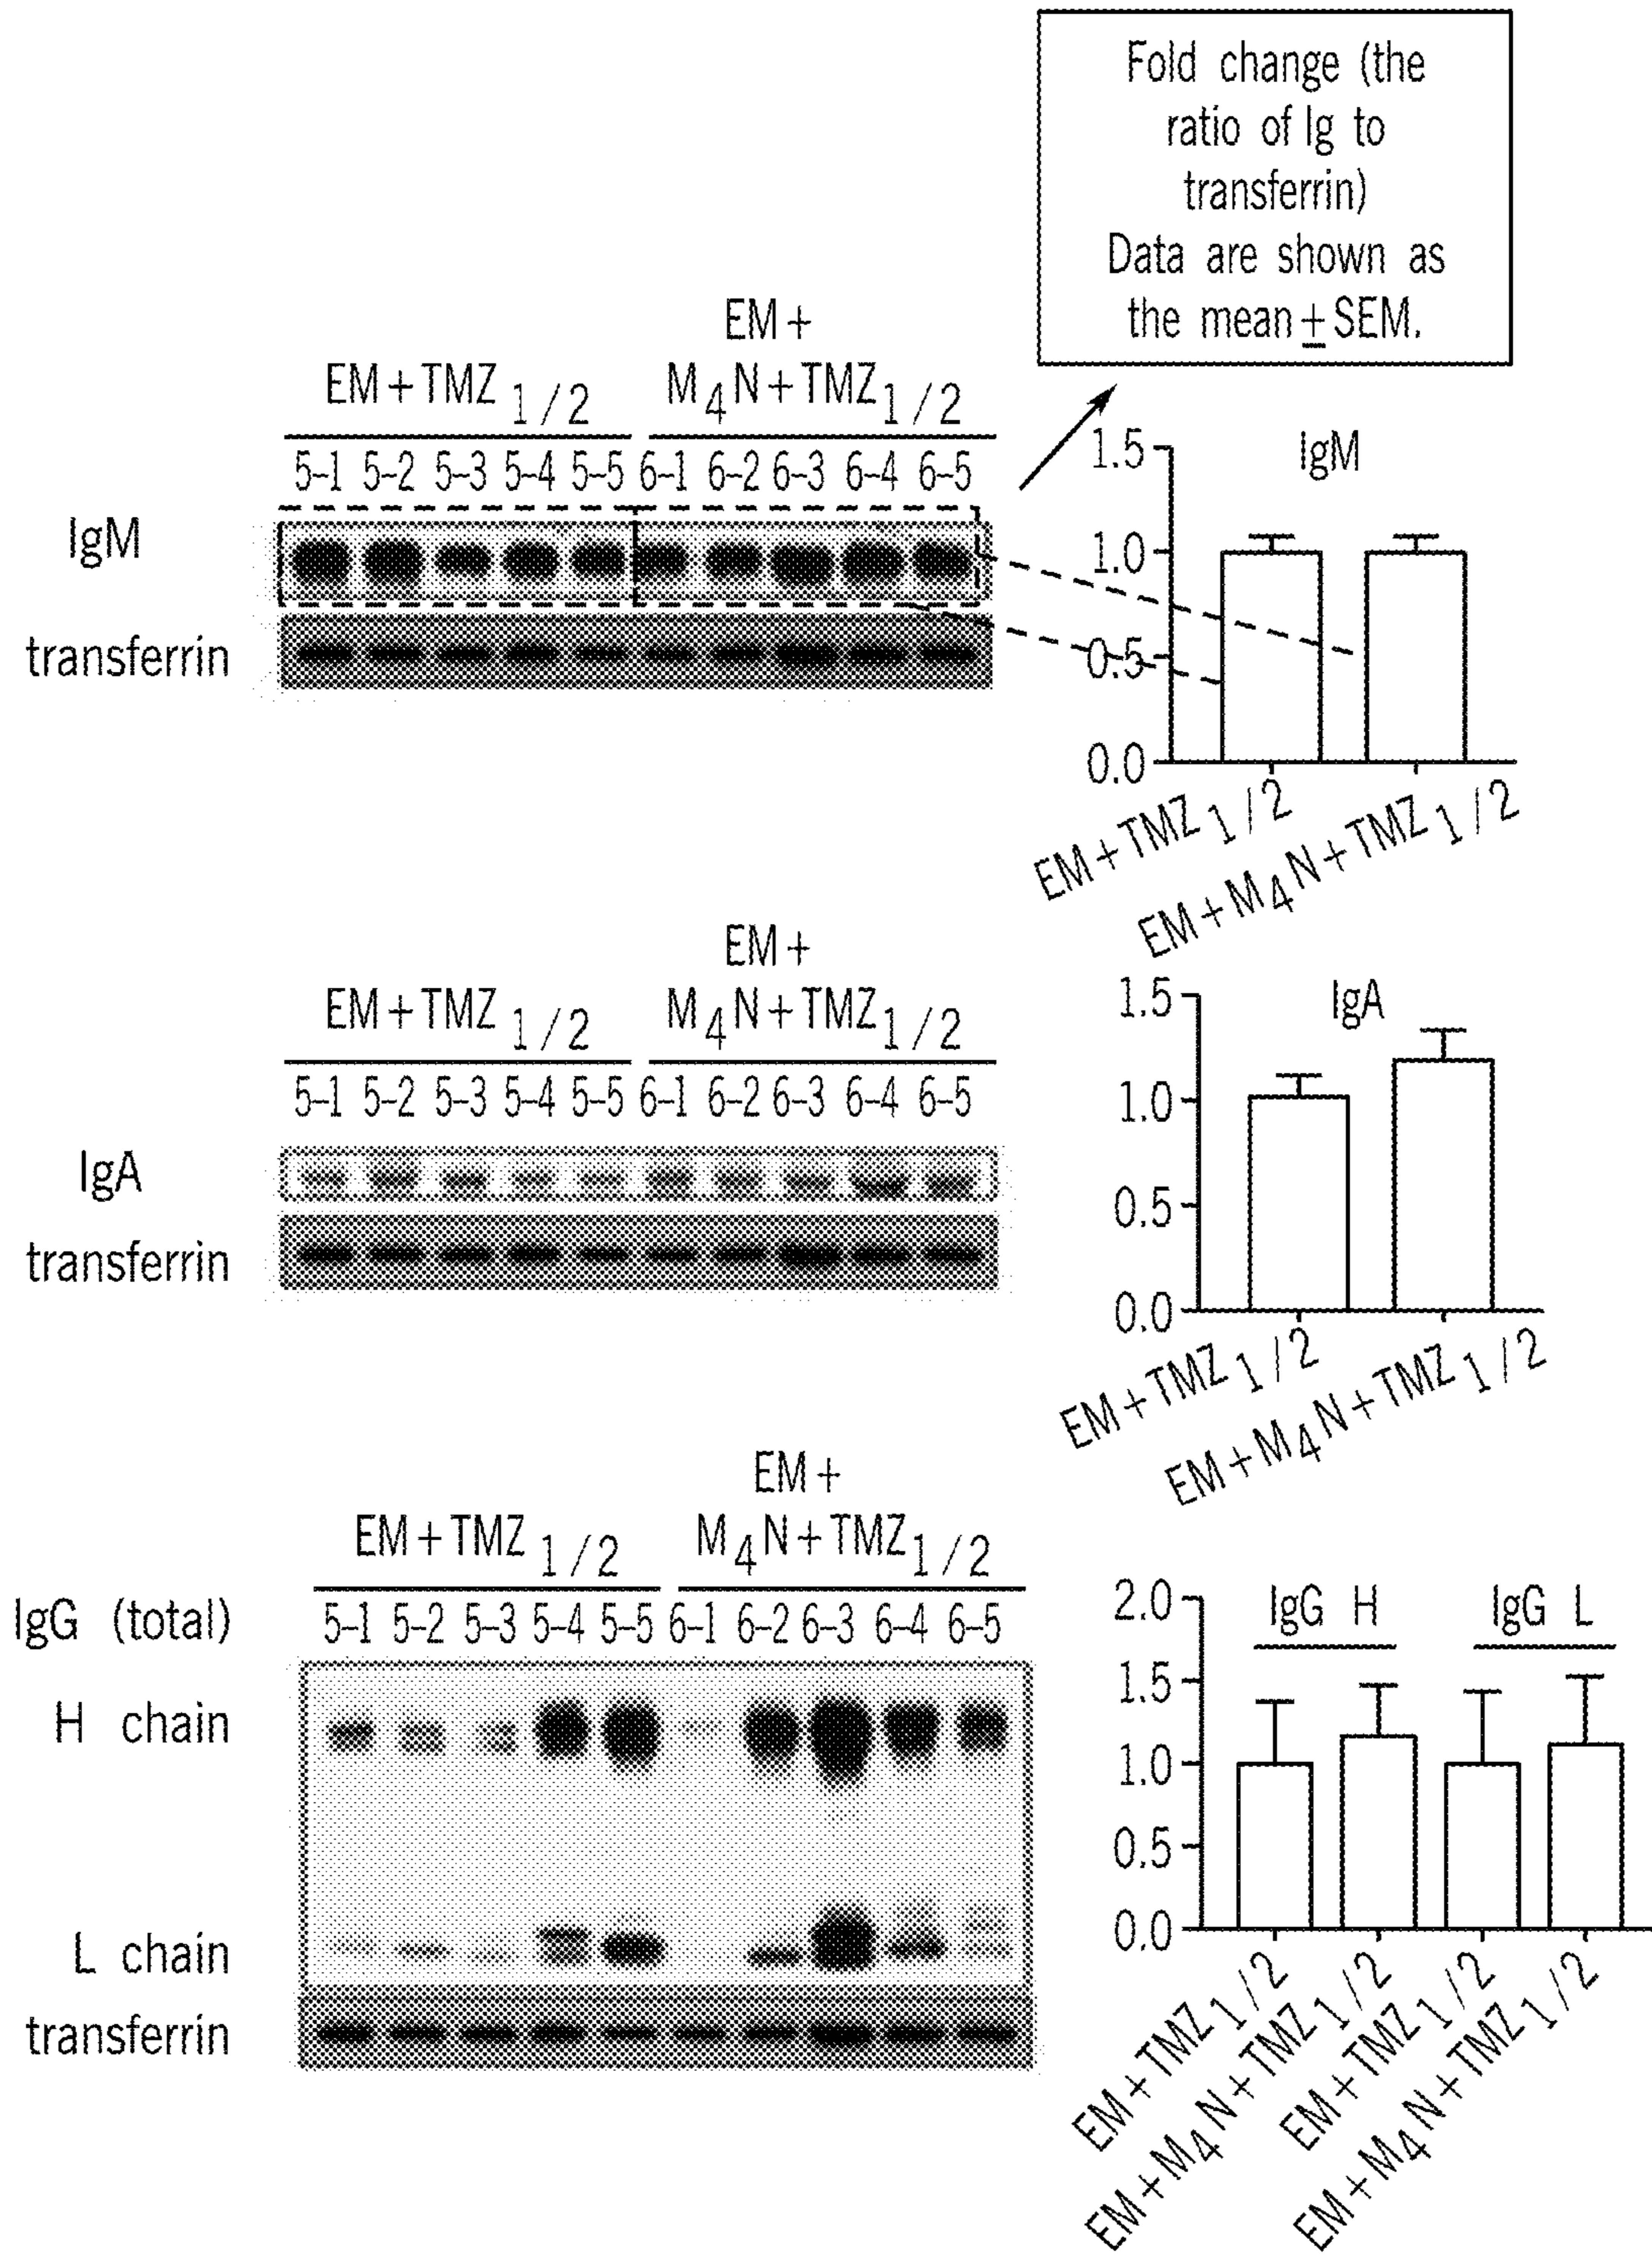 Fold change (the
ratio of Ig to
transferrin)
Data are shown as
the mean ± SEM.
EM+TMZ 1/2
EM+
M4N+TMZ1/2
5-1 5-2 5-3 5-4 5-5 6-1 6-2 6-3 6-4 6-5
IgM
transferrin
IgM
1.5
1.0
0.5
0.0
EM+TMZ 1/2
EM+M4N+TMZ 1/2
EM+TMZ 1/2
EM+
M4N+TMZ1/2
5-1 5-2 5-3 5-4 5-5 6-1 6-2 6-3 6-4 6-5
IgA
transferrin
IgA
1.5
1.0
0.5
0.0
EM+TMZ 1/2
EM+M4N+TMZ 1/2
EM+TMZ 1/2
EM+
M4N+TMZ1/2
IgG (total)
5-1 5-2 5-3 5-4 5-5 6-1 6-2 6-3 6-4 6-5
H chain
L chain
transferrin
IgG H IgG L
2.0
1.5
1.0
0.5
0.0
EM+TMZ 1/2
EM+M4N+TMZ 1/2
EM+TMZ 1/2
EM+M4N+TMZ 1/2